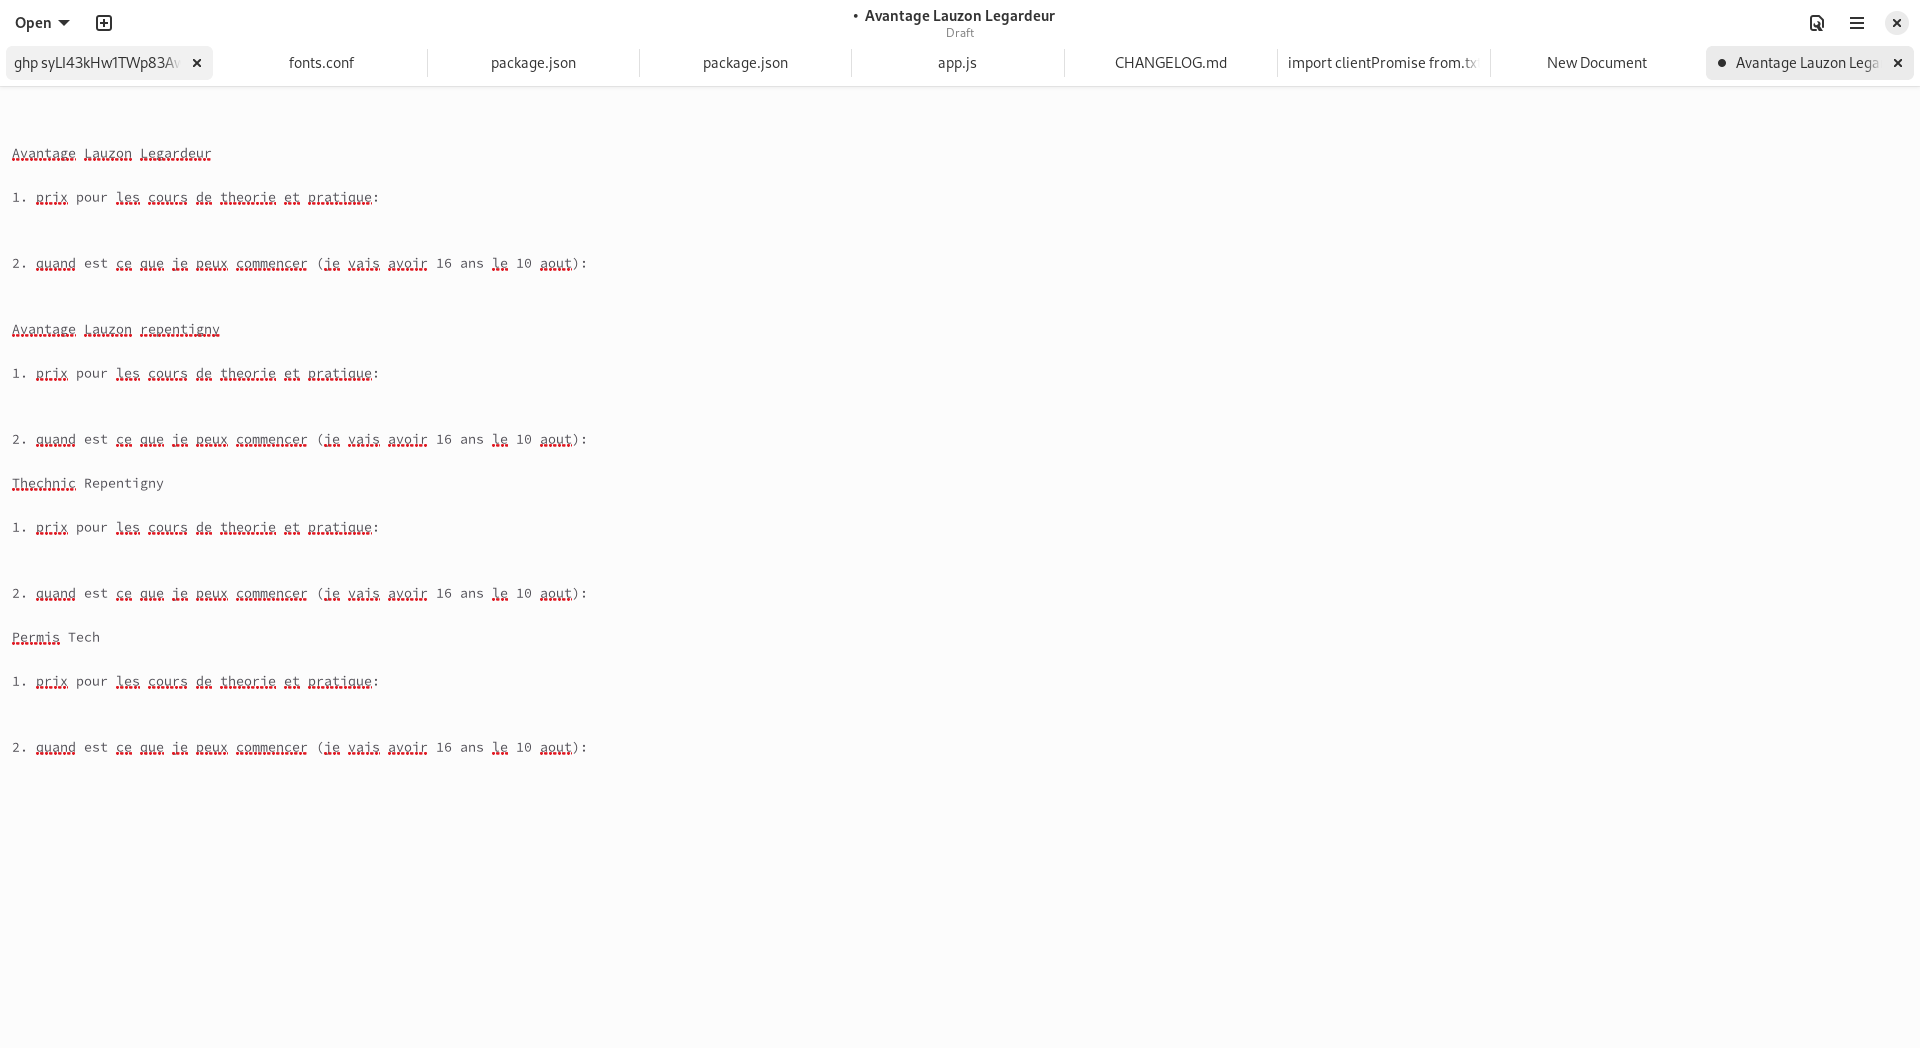 Open
• Avantage Lauzon Legardeur
Draft
fonts.conf
package.json
package.json
app.js
CHANGELOG.md
import clientPromise from.tx
New Document
● Avantage Lauzon Lega
Avantage Lauzon Legardeur
1. prix pour les cours de theorie et pratique:
2. quand est ce que je peux commencer (je vais avoir 16 ans le 10 aout):
Avantage Lauzon repentigny
1. prix pour les cours de theorie et pratique:
2. quand est ce que je peux commencer (je vais avoir 16 ans le 10 aout):
Thechnic Repentigny
1. prix pour les cours de theorie et pratique:
2. quand est ce que je peux commencer (je vais avoir 16 ans le 10 aout):
Permis Tech
1. prix pour les cours de theorie et pratique:
2. quand est ce que je peux commencer (je vais avoir 16 ans le 10 aout):